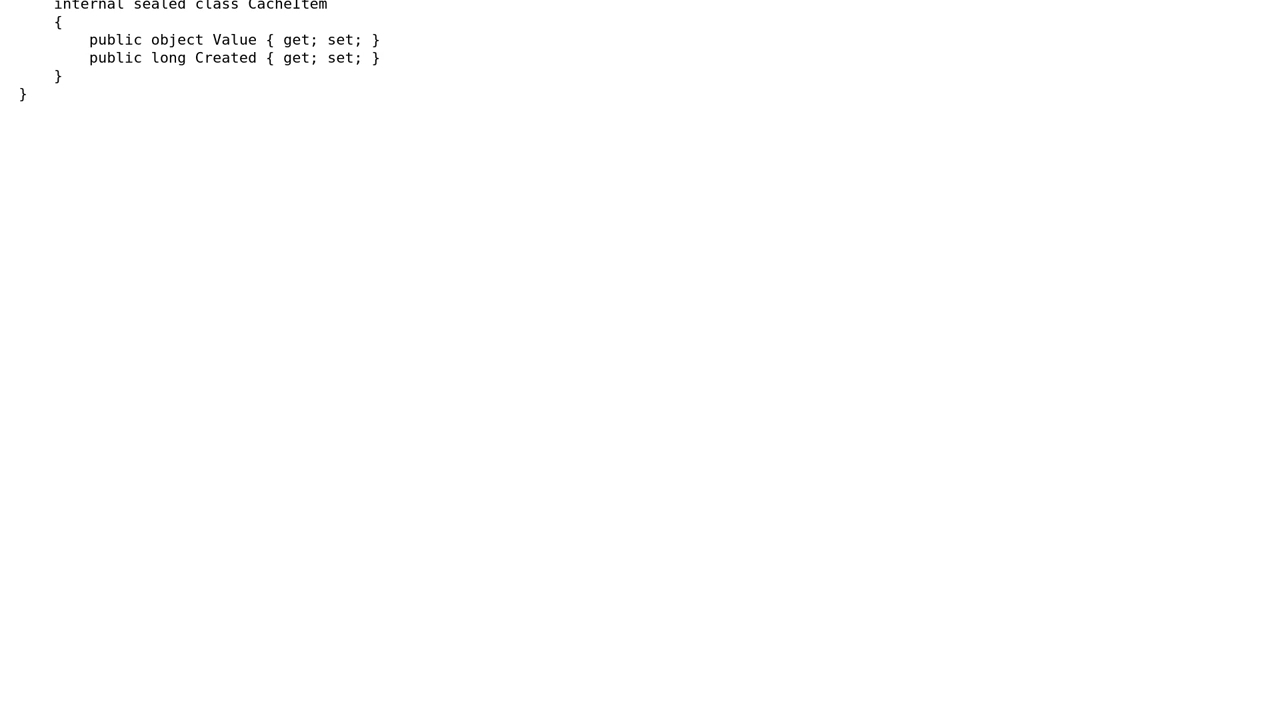 internal sealed class CacheItem
    {
        public object Value { get; set; }
        public long Created { get; set; }
    }
}